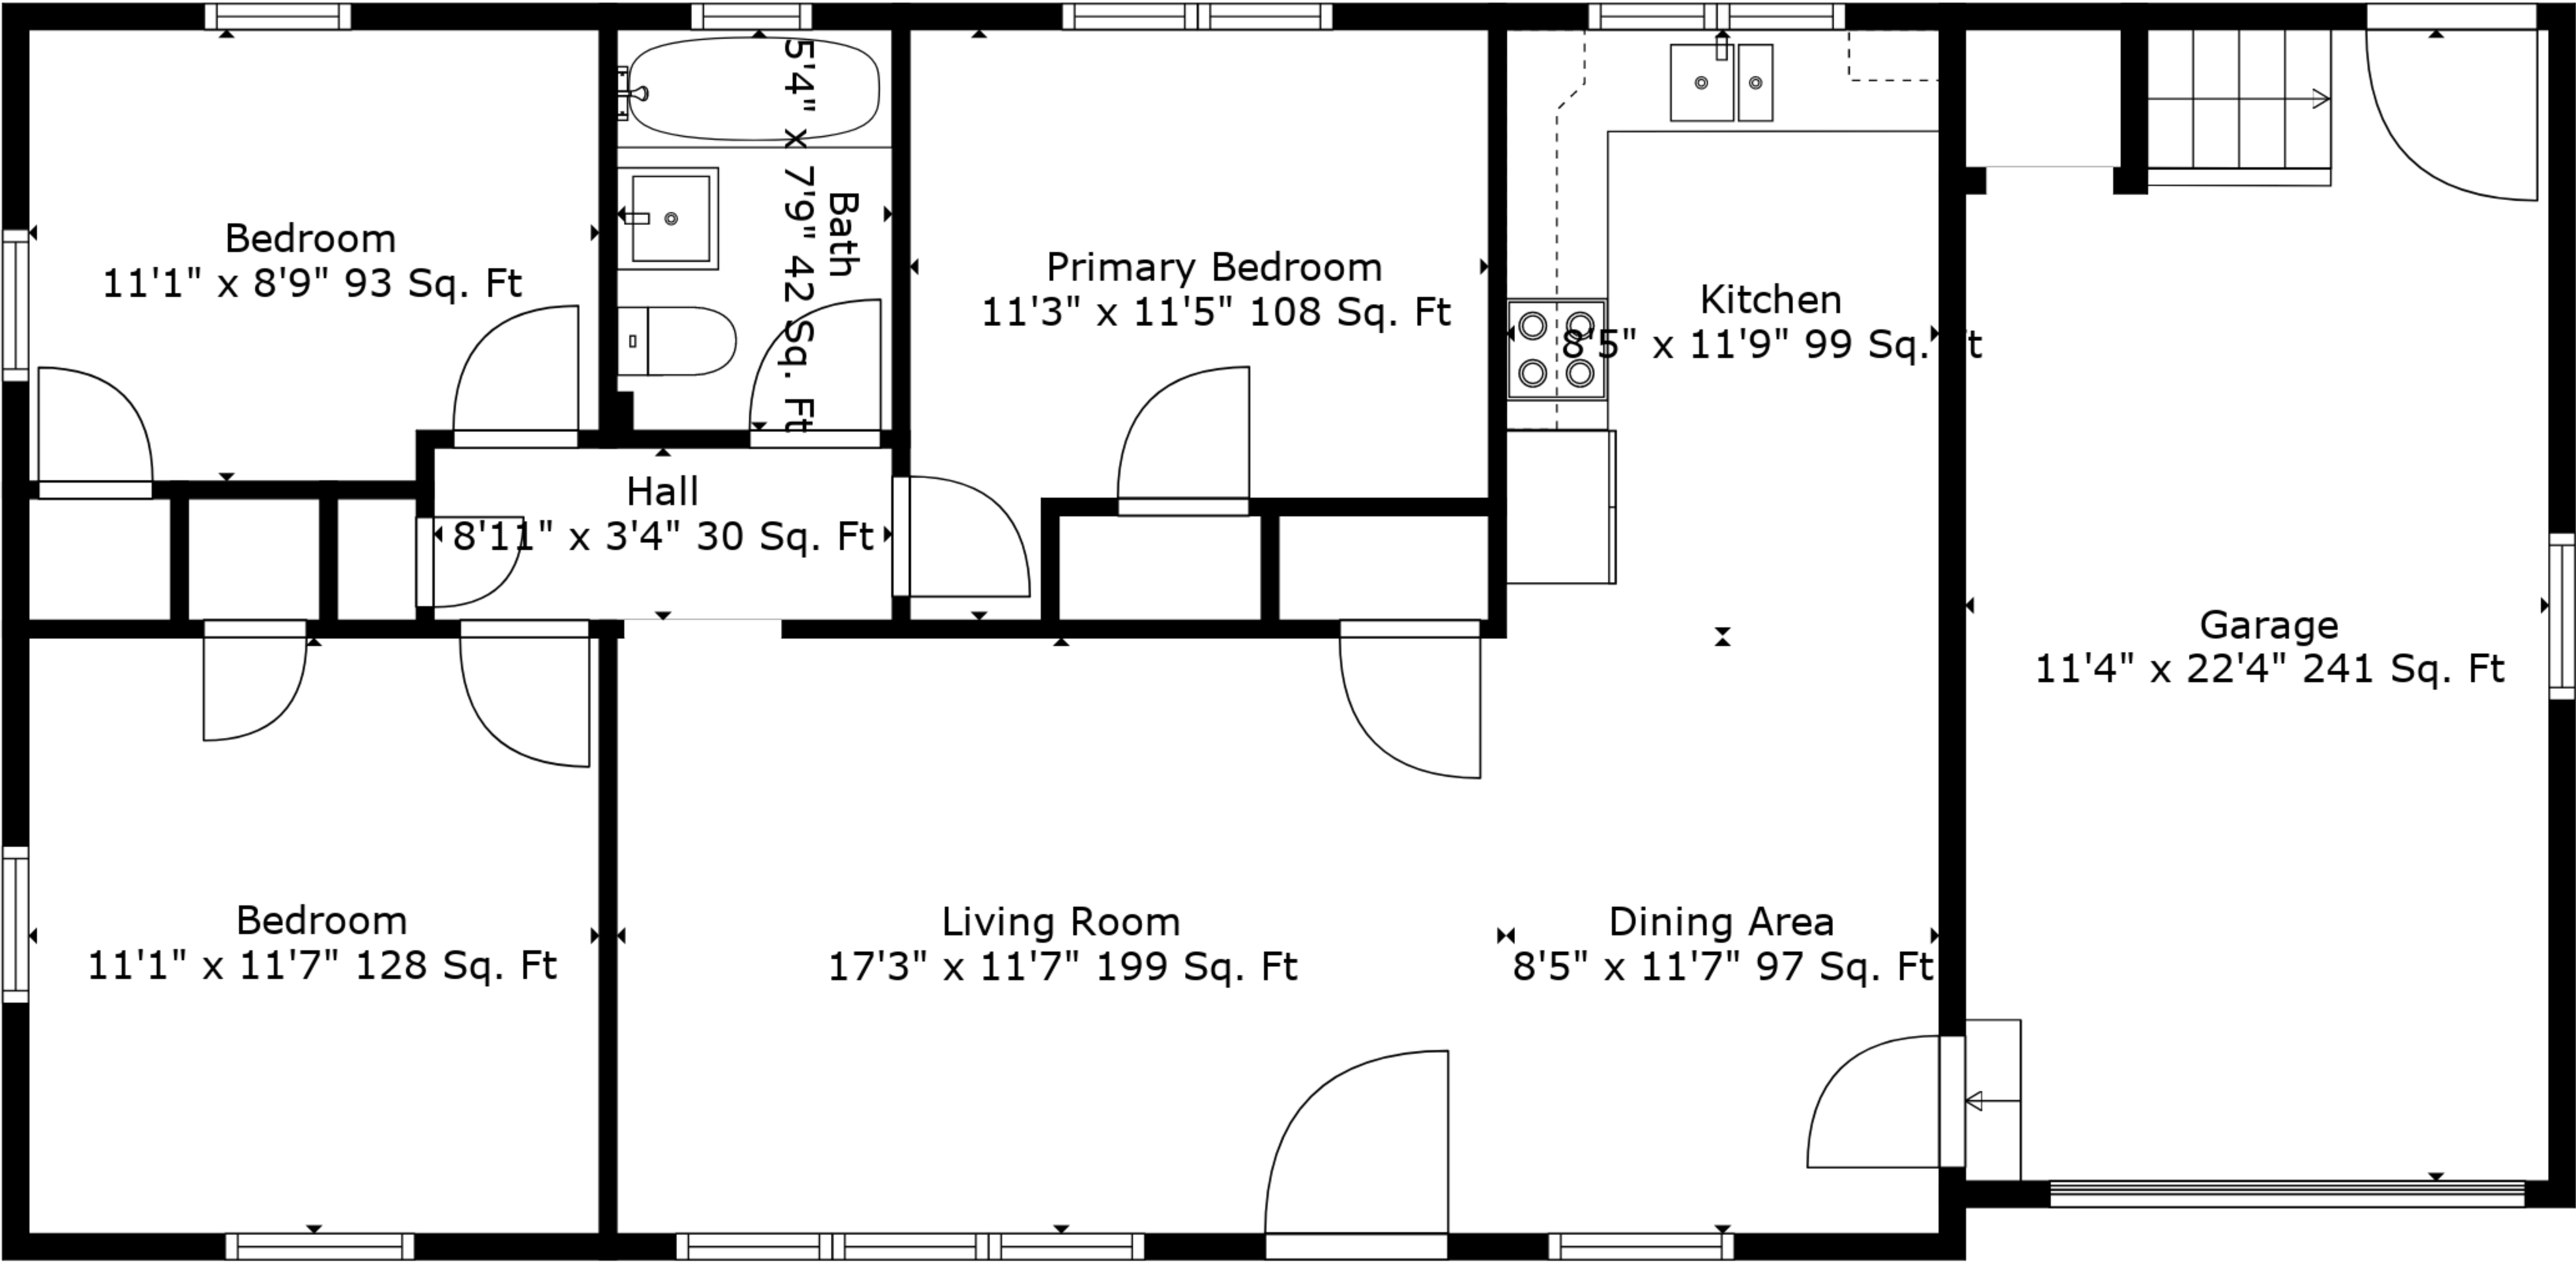 Bedroom
11'1" x 8'9" 93 Sq. Ft
Bath
5'4" x 7'9" 42 Sq. Ft
Primary Bedroom
11'3" x 11'5" 108 Sq. Ft
Kitchen
8'5" x 11'9" 99 Sq. Ft
Hall
8'11" x 3'4" 30 Sq. Ft
Garage
11'4" x 22'4" 241 Sq. Ft
Bedroom
11'1" x 11'7" 128 Sq. Ft
Living Room
17'3" x 11'7" 199 Sq. Ft
Dining Area
8'5" x 11'7" 97 Sq. Ft